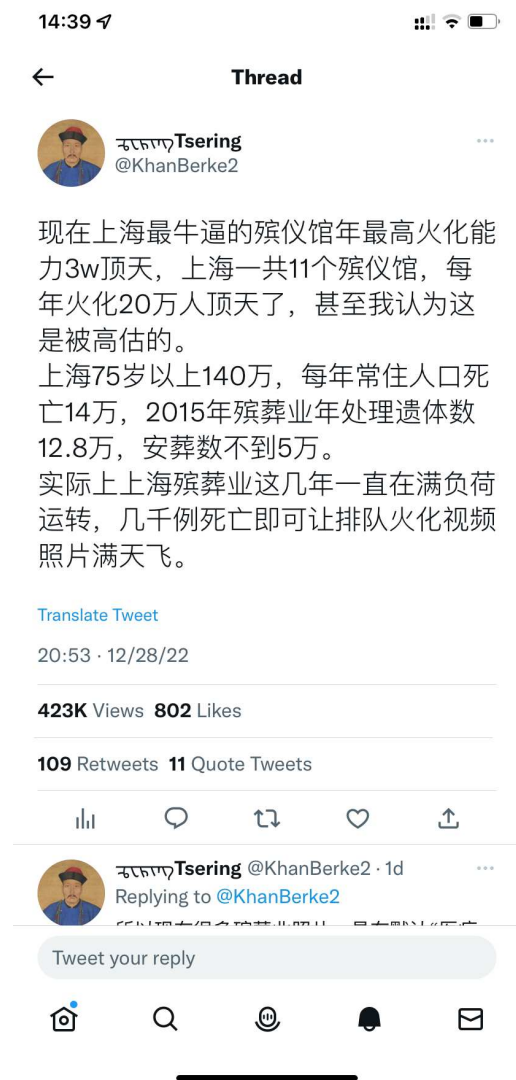 14:39
Thread
Tsering
@KhanBerke2
现在上海最牛逼的殡仪馆年最高火化能
力3w顶天，上海一共11个殡仪馆，每
年火化20万人顶天了，甚至我认为这
是被高估的。
上海75岁以上140万，每年常住人口死
亡14万，2015年殡葬业年处理遗体数
12.8万，安葬数不到5万。
实际上上海殡葬业这几年一直在满负荷
运转，几千例死亡即可让排队火化视频
照片满天飞。
Translate Tweet
20:53 · 12/28/22
423K Views 802 Likes
109 Retweets 11 Quote Tweets
Tsering @KhanBerke2 · 1d
Replying to @KhanBerke2
Tweet your reply